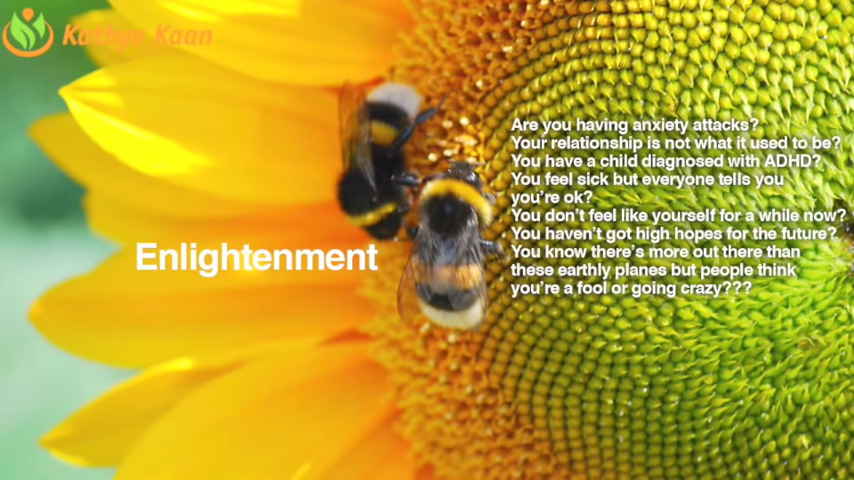 Kathya Kaan
Enlightenment
Are you having anxiety attacks?
Your relationship is not what it used to be?
You have a child diagnosed with ADHD?
You feel sick but everyone tells you
you're ok?
You don't feel like yourself for a while now?
You haven't got high hopes for the future?
You know there's more out there than
these earthly planes but people think
you're a fool or going crazy???